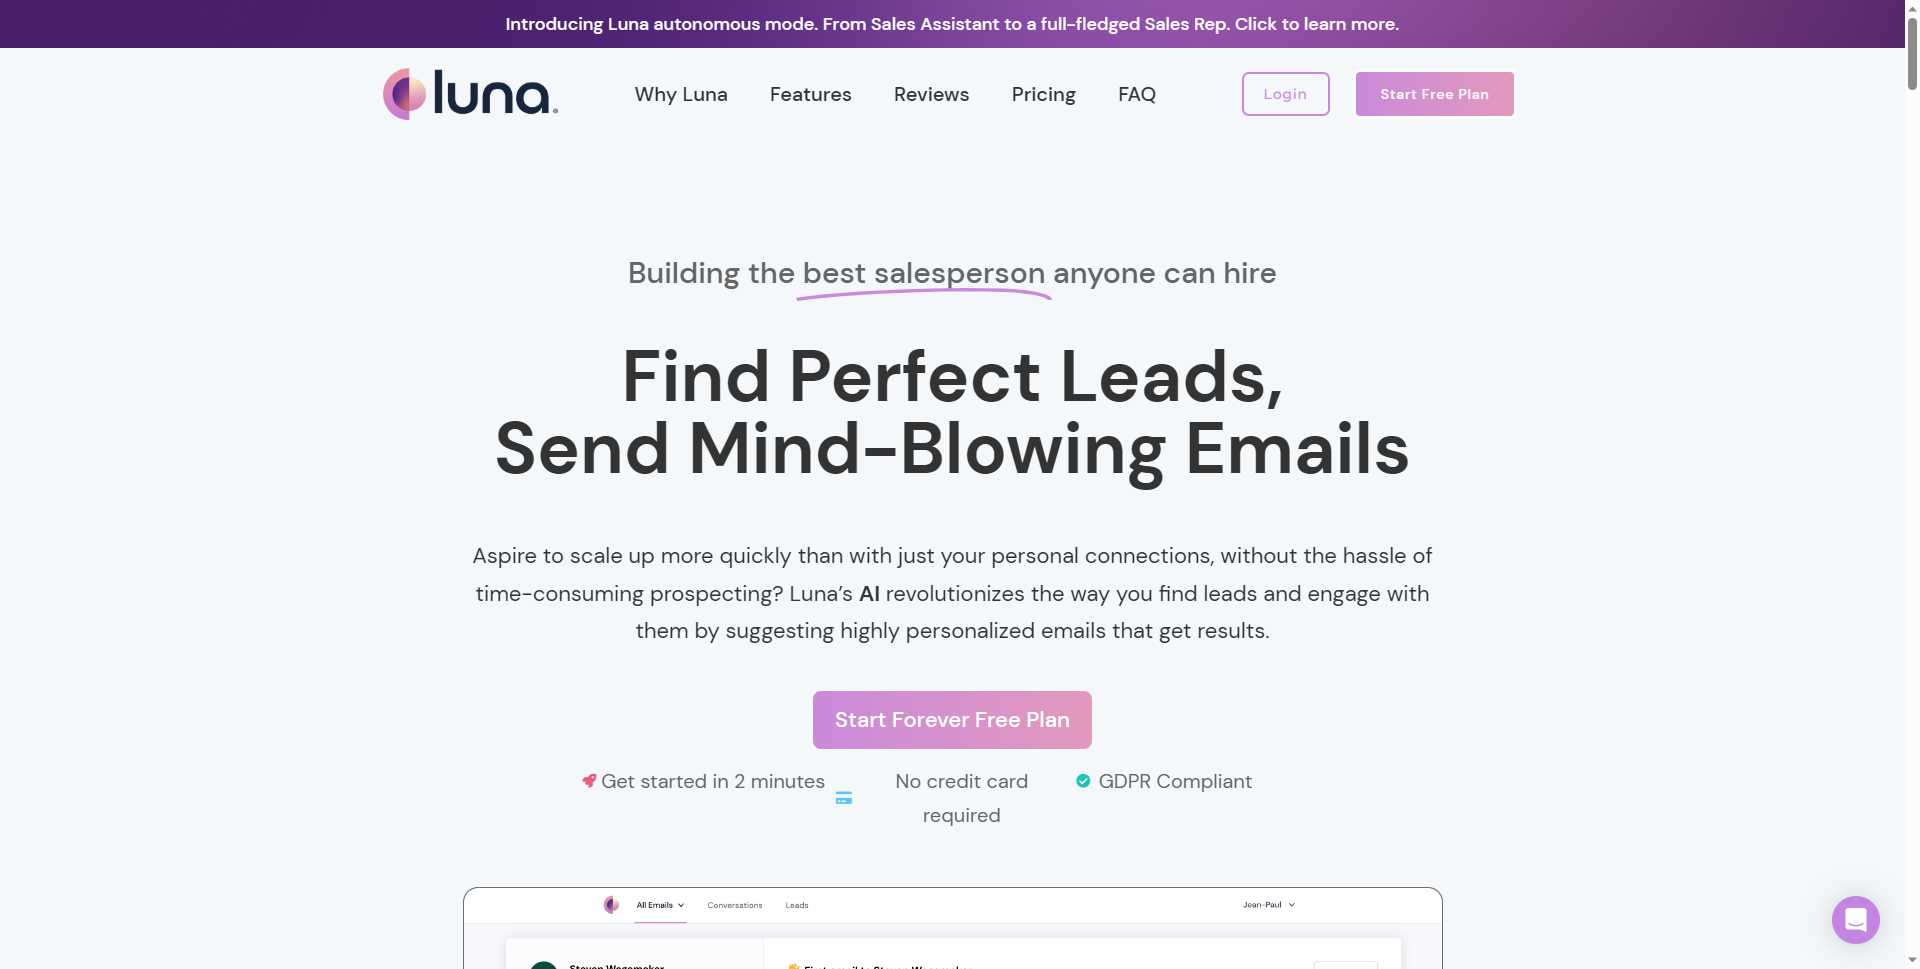 Introducing Luna autonomous mode. From Sales Assistant to a full-fledged Sales Rep. Click to learn more.
luna®
Why Luna Features Reviews Pricing FAQ Login Start Free Plan
Building the best salesperson anyone can hire
Find Perfect Leads,
Send Mind-Blowing Emails
Aspire to scale up more quickly than with just your personal connections, without the hassle of
time-consuming prospecting? Luna’s AI revolutionizes the way you find leads and engage with
them by suggesting highly personalized emails that get results.
Start Forever Free Plan
Get started in 2 minutes
No credit card
required
GDPR Compliant
All Emails Conversations Leads Jean-Paul